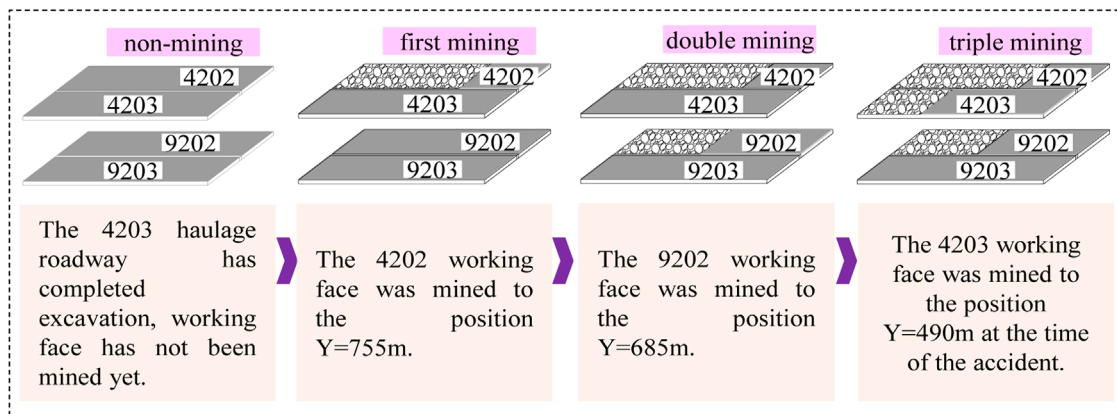 non-mining
first mining
double mining
triple mining
4202
4203
9202
9203
4202
4203
9202
9203
4202
4203
9202
9203
4202
4203
9202
9203
The 4203 haulage
roadway has
completed
excavation, working
face has not been
mined yet.
The 4202 working
face was mined to
the position
Y=755m.
The 9202 working
face was mined to
the position
Y=685m.
The 4203 working
face was mined to
the position
Y=490m at the time
of the accident.